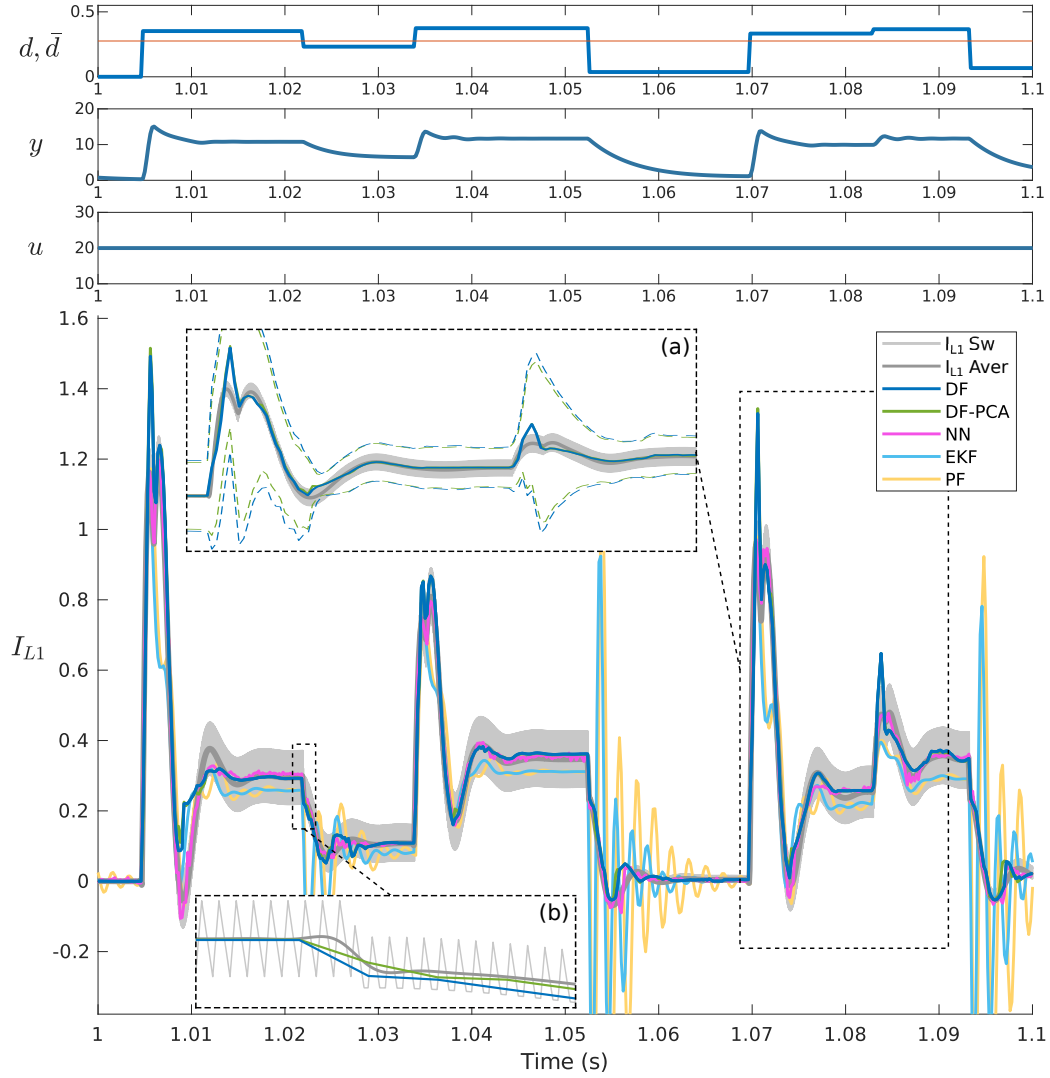 0.5
d, d̄
0
1 1.01 1.02 1.03 1.04 1.05 1.06 1.07 1.08 1.09 1.1
20
y 10
0
1 1.01 1.02 1.03 1.04 1.05 1.06 1.07 1.08 1.09 1.1
30
u 20
10
1 1.01 1.02 1.03 1.04 1.05 1.06 1.07 1.08 1.09 1.1
1.6
1.4
1.2
1
0.8
0.6
0.4
0.2
0
-0.2
I_{L1}
(a)
I_{L1} Sw
I_{L1} Aver
DF
DF-PCA
NN
EKF
PF
(b)
1 1.01 1.02 1.03 1.04 1.05 1.06 1.07 1.08 1.09 1.1
Time (s)